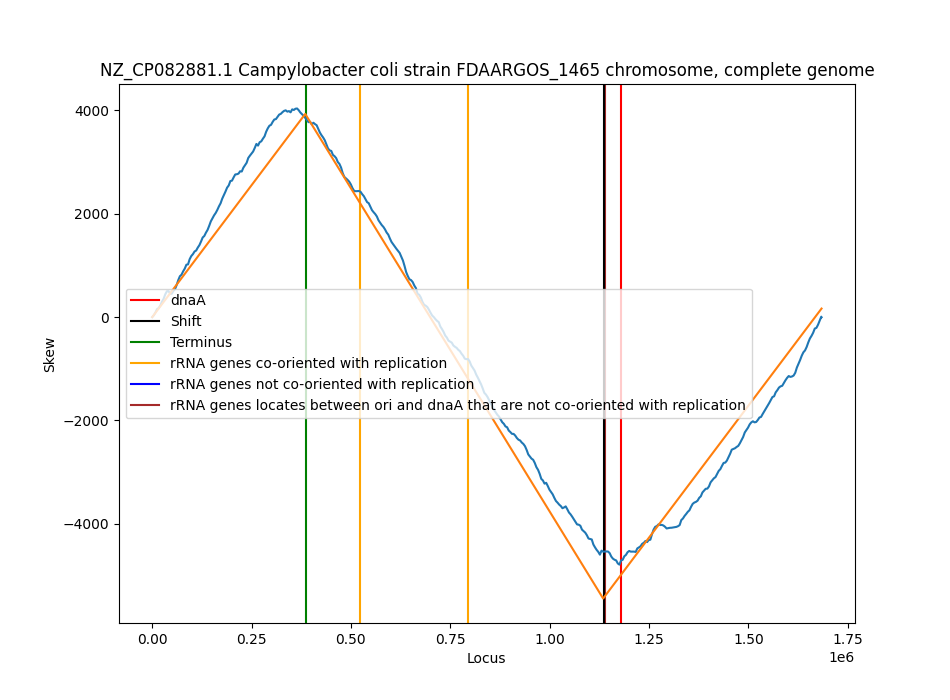 NZ_CP082881.1 Campylobacter coli strain FDAARGOS_1465 chromosome, complete genome
4000
2000
0
−2000
−4000
Skew
dnaA
Shift
Terminus
rRNA genes co-oriented with replication
rRNA genes not co-oriented with replication
rRNA genes locates between ori and dnaA that are not co-oriented with replication
0.00 0.25 0.50 0.75 1.00 1.25 1.50 1.75
1e6
Locus